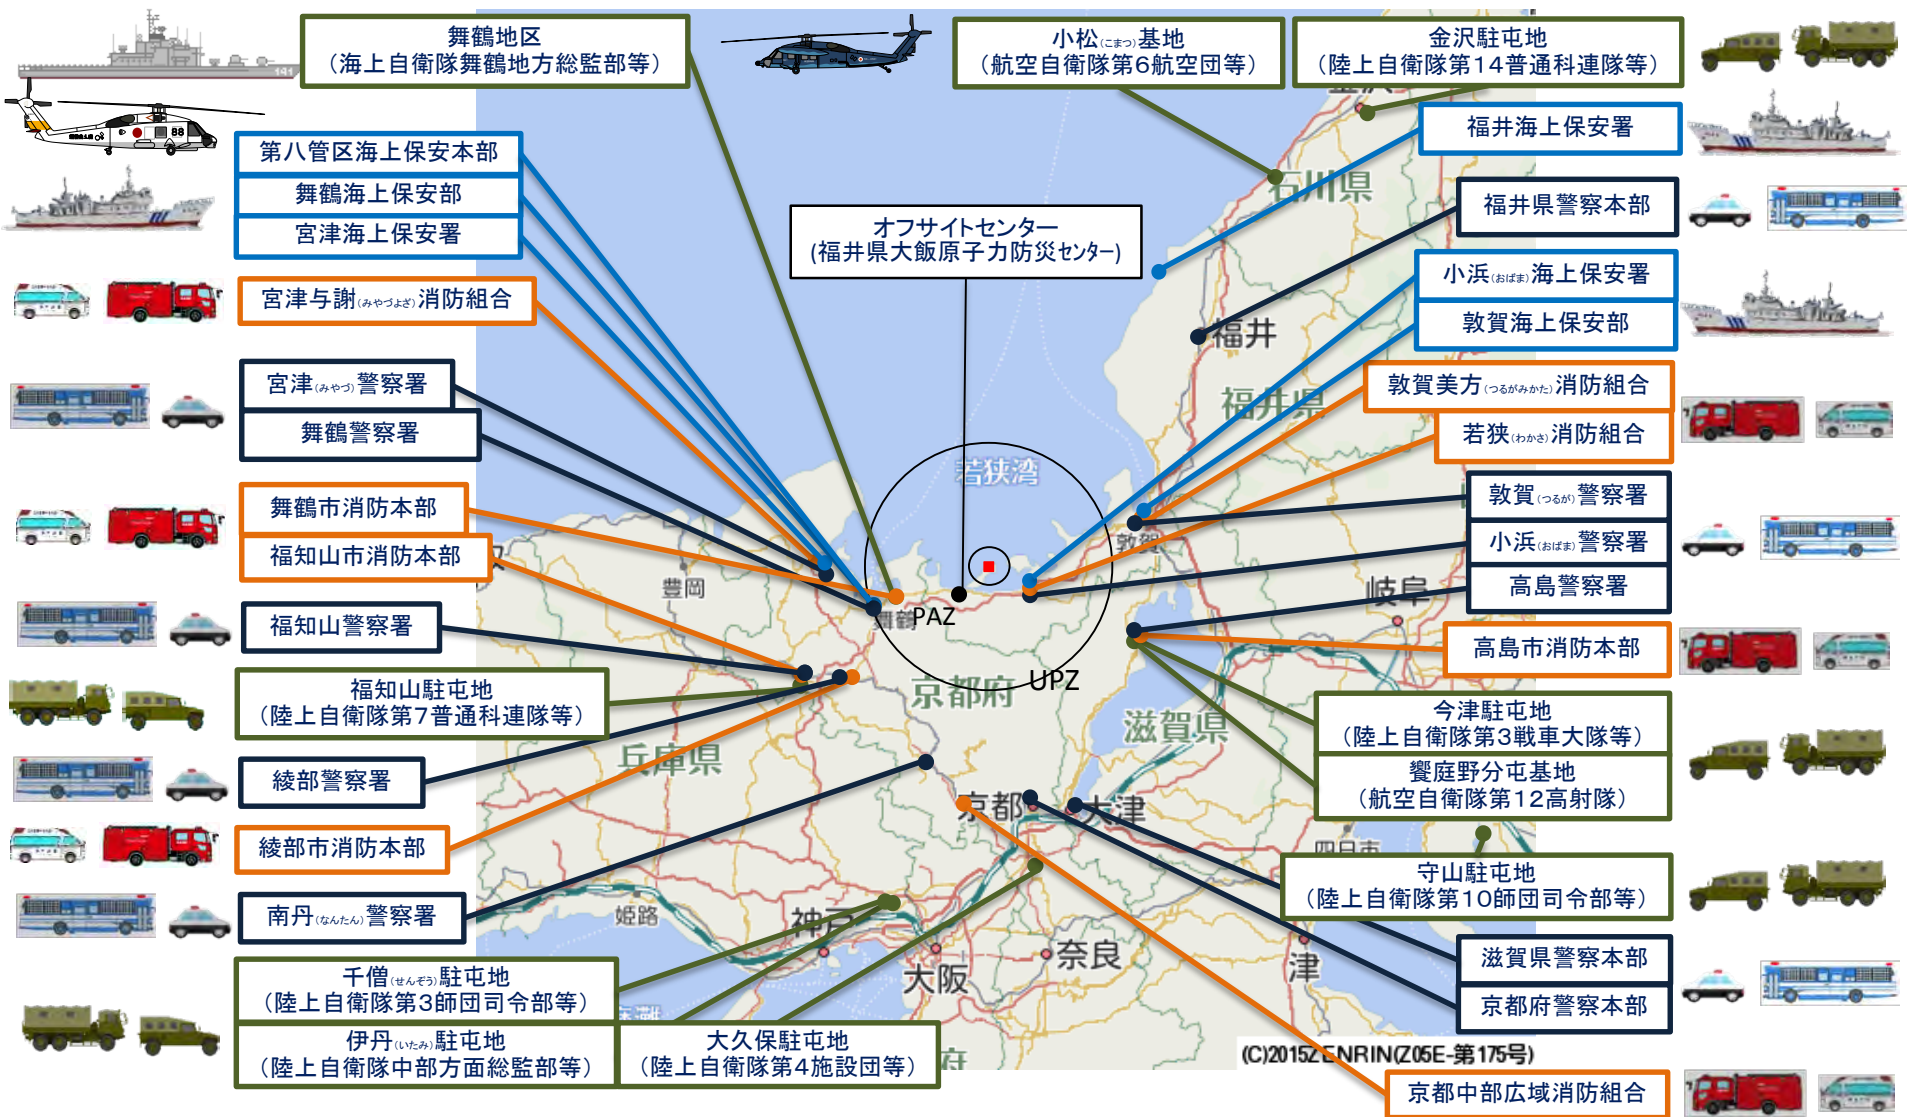 舞鶴地区
(海上自衛隊舞鶴地方総監部等)
小松(こまつ)基地
(航空自衛隊第6航空団等)
金沢駐屯地
(陸上自衛隊第14普通科連隊等)
141
88
第八管区海上保安本部
舞鶴海上保安部
宮津海上保安署
宮津与謝(みやづよざ)消防組合
宮津(みやづ)警察署
舞鶴警察署
舞鶴市消防本部
福知山市消防本部
福知山警察署
福知山駐屯地
(陸上自衛隊第7普通科連隊等)
綾部警察署
綾部市消防本部
南丹(なんたん)警察署
千僧(せんぞう)駐屯地
(陸上自衛隊第3師団司令部等)
伊丹(いたみ)駐屯地
(陸上自衛隊中部方面総監部等)
大久保駐屯地
(陸上自衛隊第4施設団等)
オフサイトセンター
(福井県大飯原子力防災センター)
福井海上保安署
福井県警察本部
小浜(おばま)海上保安署
敦賀海上保安部
敦賀美方(つるがみかた)消防組合
若狭(わかさ)消防組合
敦賀(つるが)警察署
小浜(おばま)警察署
高島警察署
高島市消防本部
今津駐屯地
(陸上自衛隊第3戦車大隊等)
饗庭野分屯基地
(航空自衛隊第12高射隊)
守山駐屯地
(陸上自衛隊第10師団司令部等)
滋賀県警察本部
京都府警察本部
京都中部広域消防組合
金沢
石川県
福井
福井県
若狭湾
敦賀
豊岡
舞鶴
PAZ
UPZ
岐阜
京都府
滋賀県
兵庫県
京都
大津
四日市
姫路
神戸
大阪
奈良
津
府
(C)2015ZENRIN(Z05E-第175号)